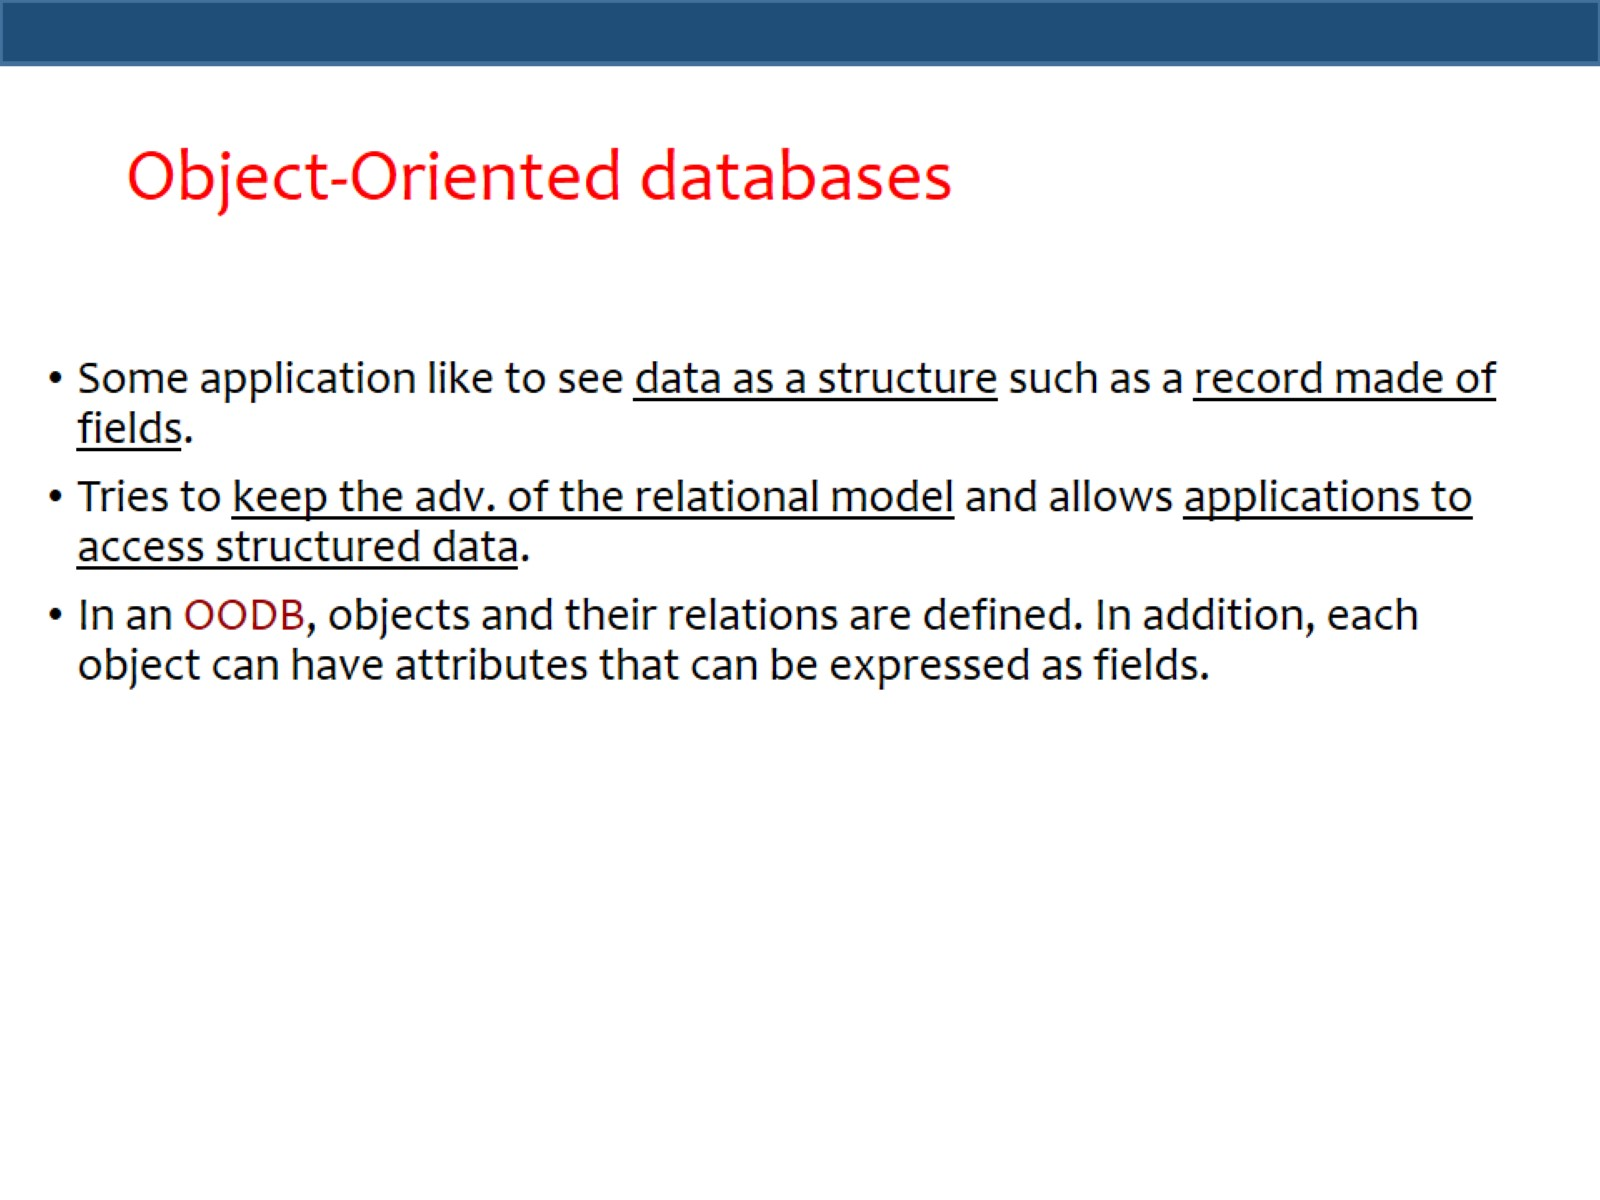 Object-Oriented databases
• Some application like to see data as a structure such as a record made of
fields.
• Tries to keep the adv. of the relational model and allows applications to
access structured data.
• In an OODB, objects and their relations are defined. In addition, each
object can have attributes that can be expressed as fields.